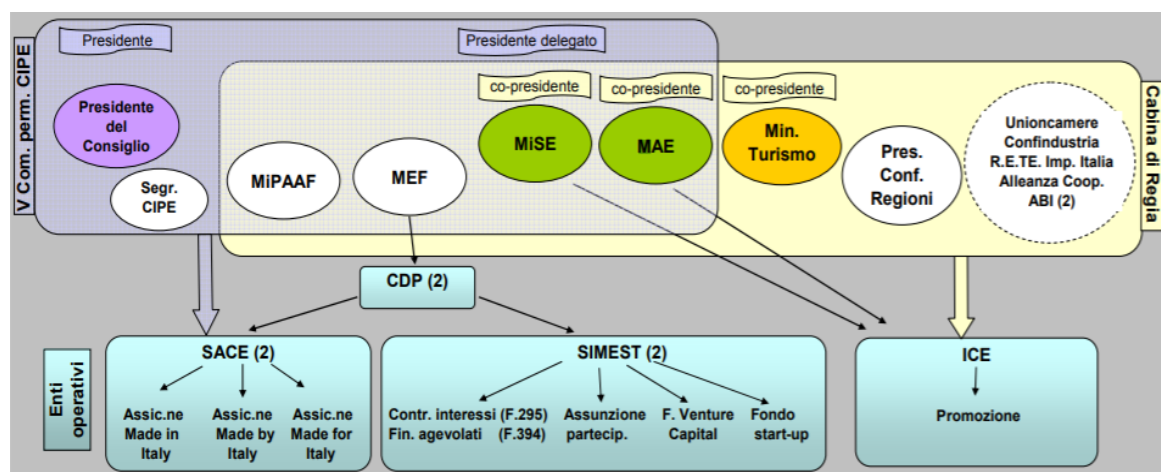 V Com. perm. CIPE
Presidente
Presidente delegato
co-presidente
co-presidente
co-presidente
Presidente
del
Consiglio
Segr.
CIPE
MiPAAF
MEF
MiSE
MAE
Min.
Turismo
Pres.
Conf.
Regioni
Unioncamere
Confindustria
R.E.TE. Imp. Italia
Alleanza Coop.
ABI (2)
Cabina di Regia
CDP (2)
Enti
operativi
SACE (2)
Assic.ne
Made in
Italy
Assic.ne
Made by
Italy
Assic.ne
Made for
Italy
SIMEST (2)
Contr. interessi (F.295)
Fin. agevolati (F.394)
Assunzione
partecip.
F. Venture
Capital
Fondo
start-up
ICE
Promozione